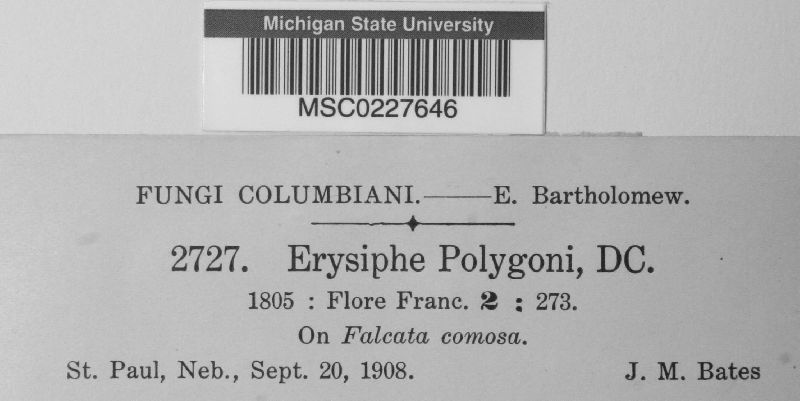 Michigan State University
MSC0227646
FUNGI COLUMBIANI.——E. Bartholomew.
2727. Erysiphe Polygoni, DC.
1805 : Flore Franc. 2 : 273.
On Falcata comosa.
St. Paul, Neb., Sept. 20, 1908. J. M. Bates